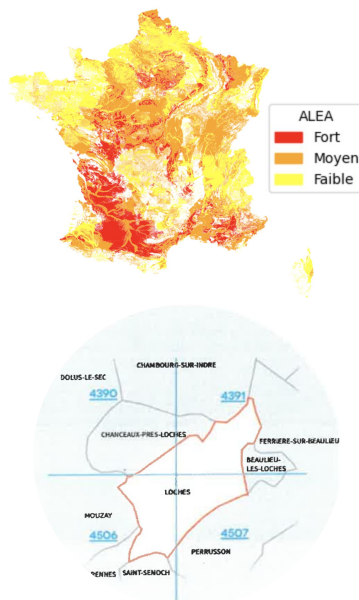 ALEA
Fort
Moyen
Faible
CHAMBOURG-SUR-INDRE
DOLUS-LE-SEC
4390
4391
CHANCEAUX-PRES-LOCHES
FERRIERE-SUR-BEAULIEU
BEAULIEU-
LES-LOCHES
LOCHES
MOUZAY
4506
4507
PERRUSSON
SAINT-SENOCH